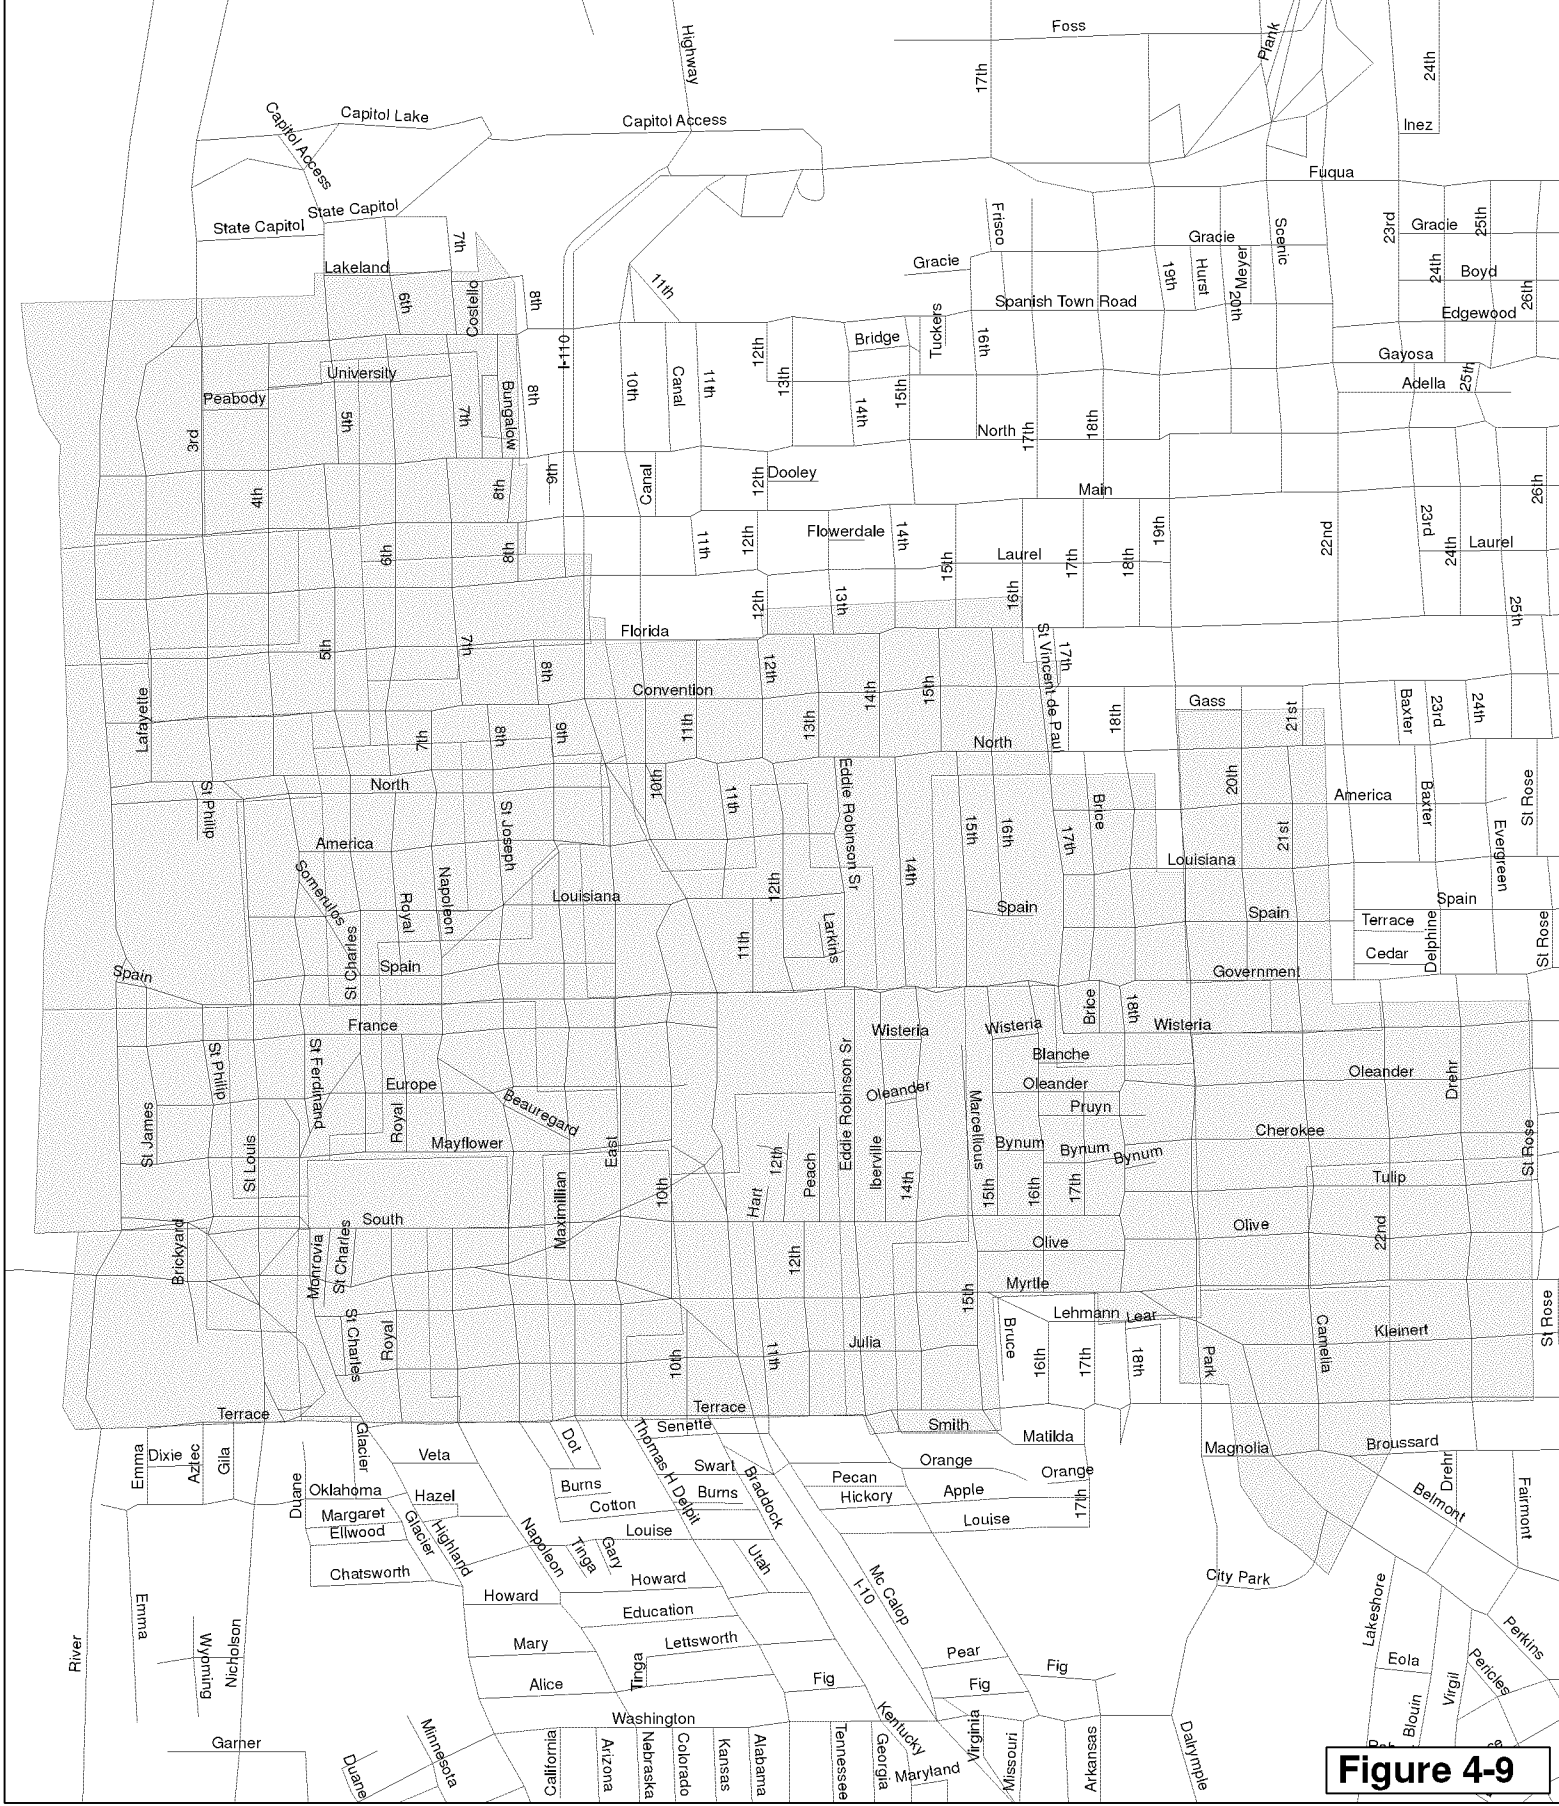 Foss
Plank
Highway
17th
24th
Capitol Lake
Capitol Access
Capitol Access
Inez
Fuqua
State Capitol
State Capitol
7th
Frisco
Gracie
Scenic
23rd
Gracie
25th
Lakeland
Gracie
19th
Hurst
Meyer
24th
Boyd
6th
Costello
8th
11th
Spanish Town Road
20th
26th
Edgewood
I-110
12th
Bridge
Tuckers
16th
Gayosa
University
Peabody
5th
7th
Bungalow
8th
10th
Canal
11th
13th
14th
15th
Adella
25th
3rd
North
17th
18th
4th
8th
9th
Canal
12th
Dooley
Main
26th
6th
8th
11th
12th
Flowerdale
14th
15th
Laurel
17th
18th
19th
22nd
23rd
24th
Laurel
12th
13th
16th
25th
5th
7th
Florida
St Vincent de Paul
17th
8th
12th
Lafayette
Convention
14th
15th
Gass
Baxter
23rd
24th
7th
8th
9th
11th
13th
18th
21st
North
St Philip
North
10th
11th
Eddie Robinson Sr
20th
America
Baxter
St Rose
St Joseph
15th
16th
17th
Brice
21st
America
Louisiana
Evergreen
Somerulos
Royal
Napoleon
Louisiana
12th
14th
Spain
Spain
Spain
St Charles
11th
Larkins
Terrace
Delphine
St Rose
Spain
Spain
Cedar
Government
France
Wisteria
Wisteria
Brice
18th
Wisteria
St Philip
St Ferdinand
Eddie Robinson Sr
Blanche
Europe
Oleander
Oleander
Oleander
Drehr
St James
Royal
Beauregard
Marcellious
Pruyn
St Louis
Mayflower
East
Bynum
Bynum
Bynum
Cherokee
St Rose
Maximillian
10th
Hart
12th
Peach
Iberville
14th
15th
16th
17th
Tulip
South
Olive
22nd
Brickyard
Monrovia
St Charles
12th
Olive
Myrtle
15th
Lehmann
Lear
St Charles
Royal
10th
11th
Julia
Bruce
16th
17th
18th
Park
Camelia
Kleinert
St Rose
Terrace
Terrace
Senette
Smith
Matilda
Magnolia
Broussard
Emma
Dixie
Aztec
Gila
Glacier
Veta
Dot
Thomas H Delpit
Swart
Braddock
Orange
Orange
Drehr
Duane
Oklahoma
Hazel
Burns
Burns
Pecan
Hickory
Apple
17th
Belmont
Fairmont
Margaret
Ellwood
Glacier
Highland
Cotton
Louise
Louise
Napoleon
Tinga
Gary
Utah
Chatsworth
Howard
Howard
Mc Calop
I-10
City Park
Emma
Education
Lakeshore
River
Wyoming
Nicholson
Mary
Lettsworth
Pear
Perkins
Alice
Tinga
Fig
Fig
Fig
Eola
Pericles
Virgil
Blouin
Washington
Kentucky
Garner
Minnesota
Duane
California
Arizona
Nebraska
Colorado
Kansas
Alabama
Tennessee
Georgia
Maryland
Virginia
Missouri
Arkansas
Dalrymple
Figure 4-9